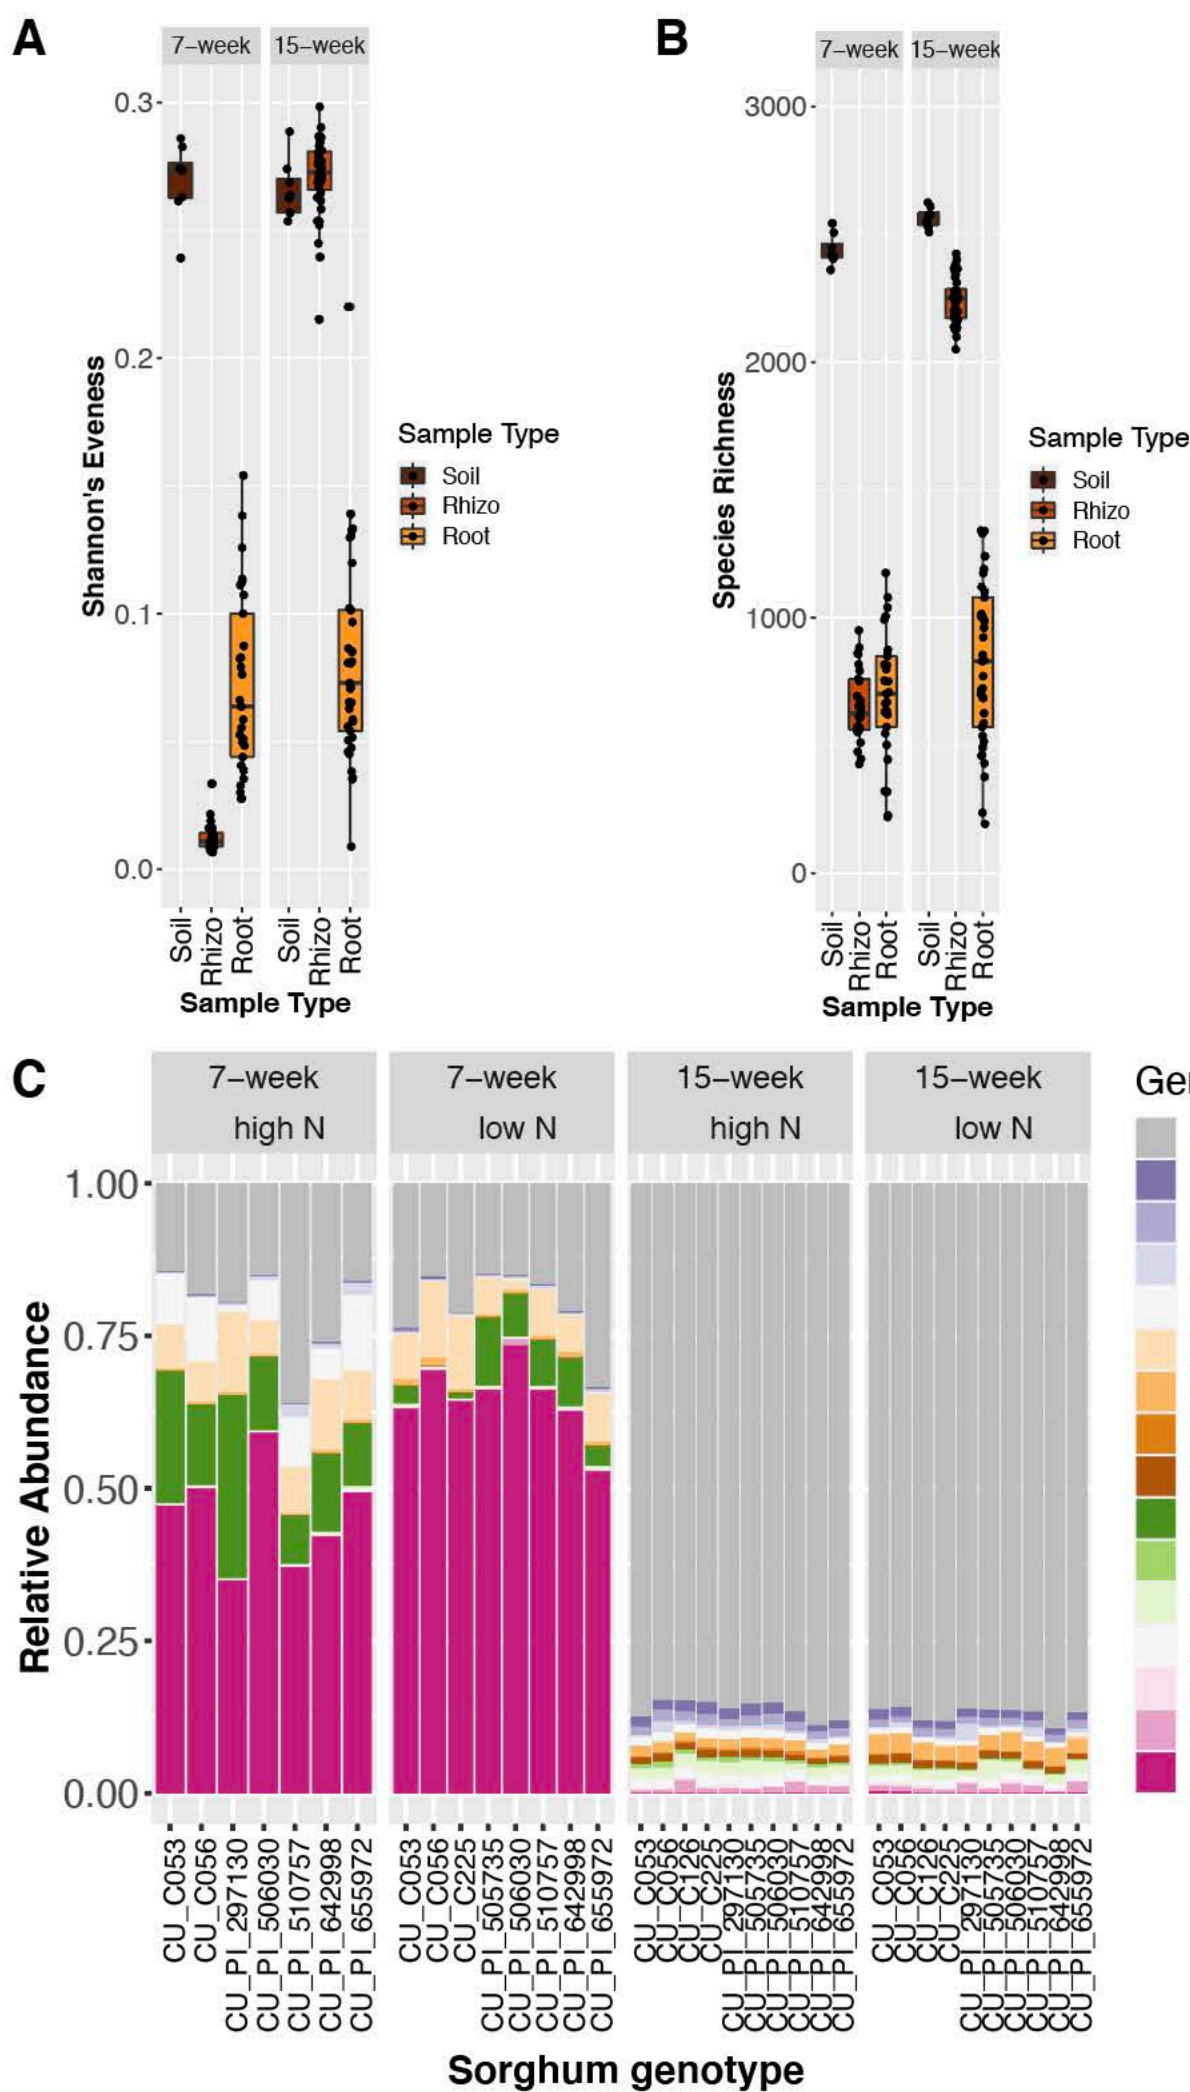 A
7–week 15–week
0.3
0.2
0.1
0.0
Shannon's Eveness
Soil Rhizo Root Soil Rhizo Root
Sample Type
Sample Type
Soil
Rhizo
Root
B
7–week 15–week
3000
2000
1000
0
Species Richness
Soil Rhizo Root Soil Rhizo Root
Sample Type
Sample Type
Soil
Rhizo
Root
C
7–week 7–week 15–week 15–week
high N low N high N low N
Ger
1.00
0.75
0.50
0.25
0.00
Relative Abundance
CU_C053 CU_C056 CU_PI_297130 CU_PI_506030 CU_PI_510757 CU_PI_642998 CU_PI_655972
CU_C053 CU_C056 CU_C225 CU_PI_505735 CU_PI_506030 CU_PI_510757 CU_PI_642998 CU_PI_655972
CU_C053 CU_C056 CU_C126 CU_C225 CU_PI_297130 CU_PI_505735 CU_PI_506030 CU_PI_510757 CU_PI_642998 CU_PI_655972
CU_C053 CU_C056 CU_C126 CU_C225 CU_PI_297130 CU_PI_505735 CU_PI_506030 CU_PI_510757 CU_PI_642998 CU_PI_655972
Sorghum genotype